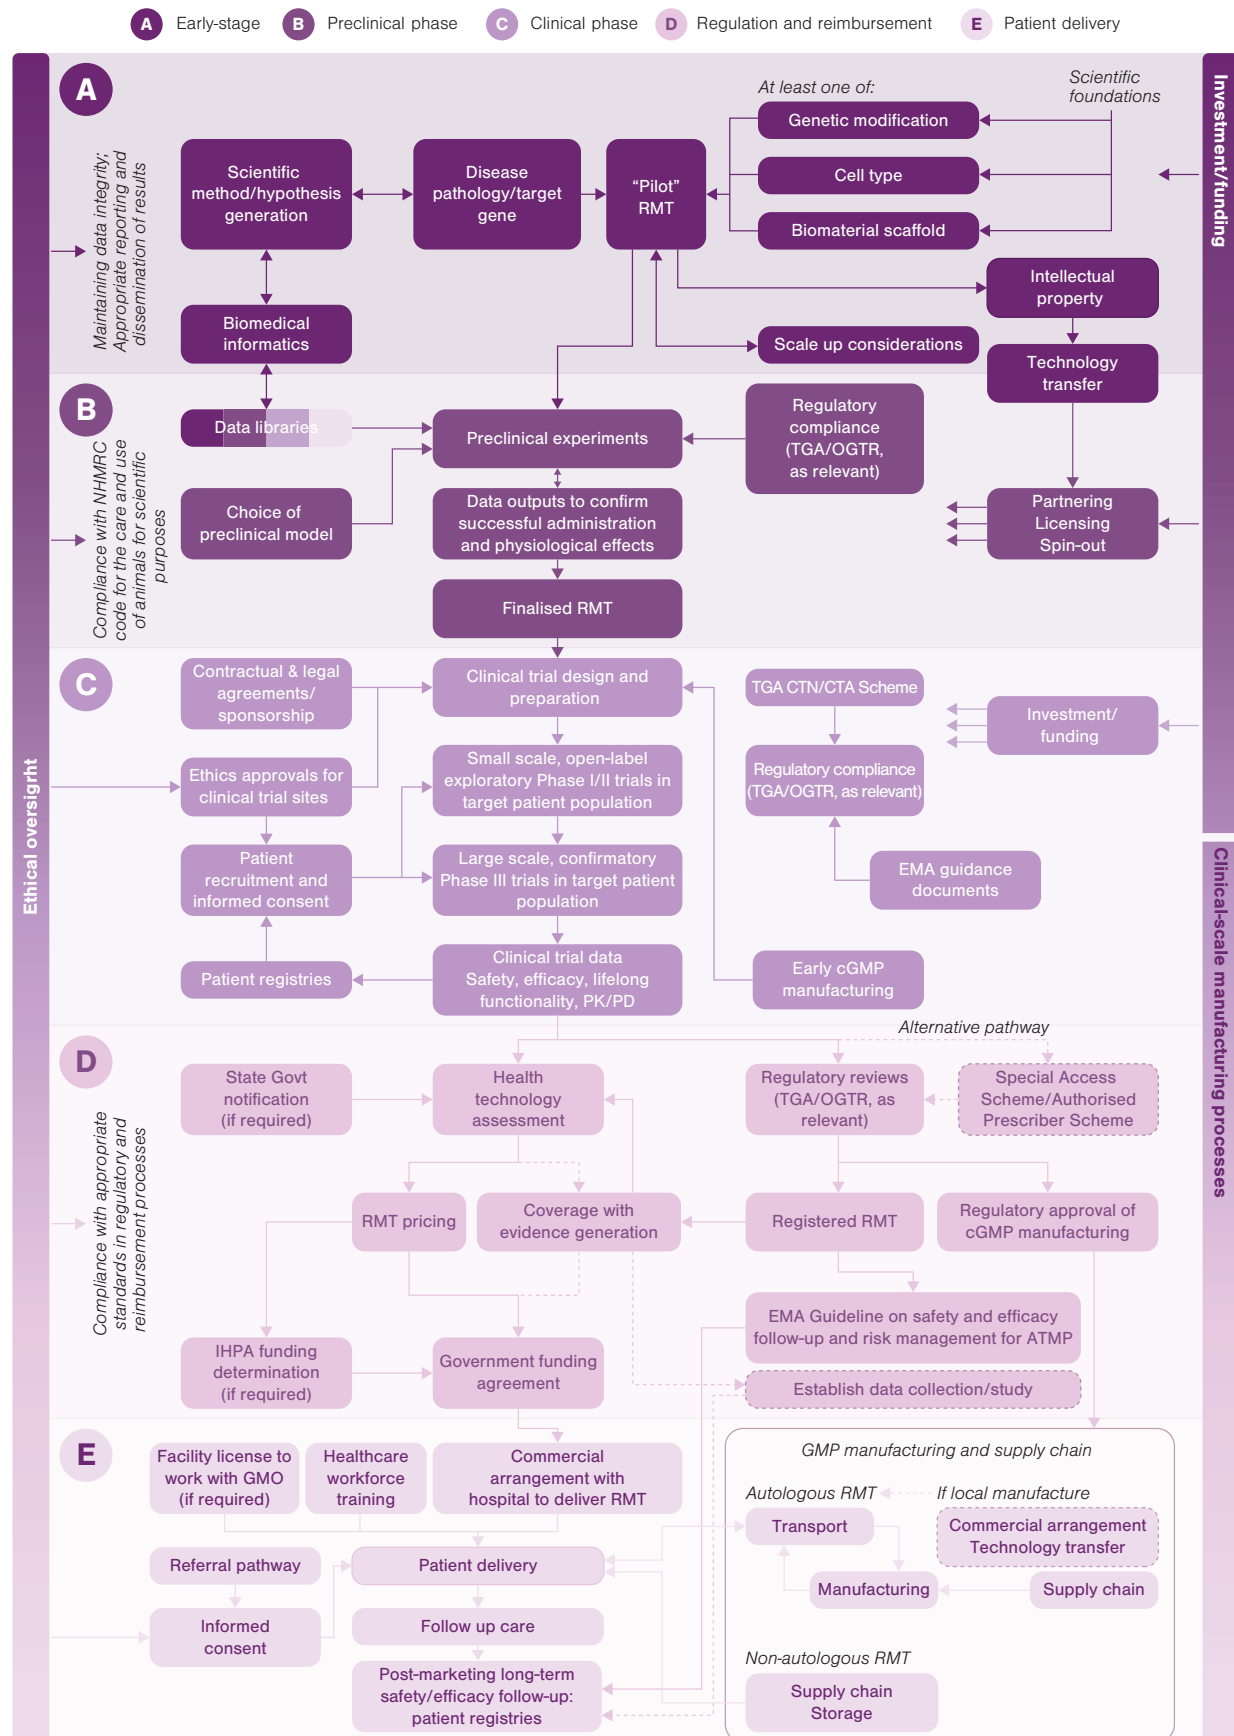 A Early-stage
B Preclinical phase
C Clinical phase
D Regulation and reimbursement
E Patient delivery
Ethical oversigrht
Investment/funding
Clinical-scale manufacturing processes
A
Maintaining data integrity;
Appropriate reporting and
dissemination of results
Scientific
method/hypothesis
generation
Disease
pathology/target
gene
“Pilot”
RMT
At least one of:
Genetic modification
Cell type
Biomaterial scaffold
Scientific
foundations
Intellectual
property
Biomedical
informatics
Scale up considerations
Technology
transfer
B
Compliance with NHMRC
code for the care and use
of animals for scientific
purposes
Data libraries
Preclinical experiments
Regulatory
compliance
(TGA/OGTR,
as relevant)
Choice of
preclinical model
Data outputs to confirm
successful administration
and physiological effects
Partnering
Licensing
Spin-out
Finalised RMT
C
Contractual & legal
agreements/
sponsorship
Clinical trial design and
preparation
TGA CTN/CTA Scheme
Investment/
funding
Ethics approvals for
clinical trial sites
Small scale, open-label
exploratory Phase I/II trials in
target patient population
Regulatory compliance
(TGA/OGTR, as relevant)
Patient
recruitment and
informed consent
Large scale, confirmatory
Phase III trials in target patient
population
EMA guidance
documents
Patient registries
Clinical trial data
Safety, efficacy, lifelong
functionality, PK/PD
Early cGMP
manufacturing
D
Compliance with appropriate
standards in regulatory and
reimbursement processes
Alternative pathway
State Govt
notification
(if required)
Health
technology
assessment
Regulatory reviews
(TGA/OGTR, as
relevant)
Special Access
Scheme/Authorised
Prescriber Scheme
RMT pricing
Coverage with
evidence generation
Registered RMT
Regulatory approval of
cGMP manufacturing
EMA Guideline on safety and efficacy
follow-up and risk management for ATMP
IHPA funding
determination
(if required)
Government funding
agreement
Establish data collection/study
E
Facility license to
work with GMO
(if required)
Healthcare
workforce
training
Commercial
arrangement with
hospital to deliver RMT
GMP manufacturing and supply chain
Autologous RMT
If local manufacture
Transport
Commercial arrangement
Technology transfer
Referral pathway
Patient delivery
Manufacturing
Supply chain
Informed
consent
Follow up care
Non-autologous RMT
Post-marketing long-term
safety/efficacy follow-up:
patient registries
Supply chain
Storage